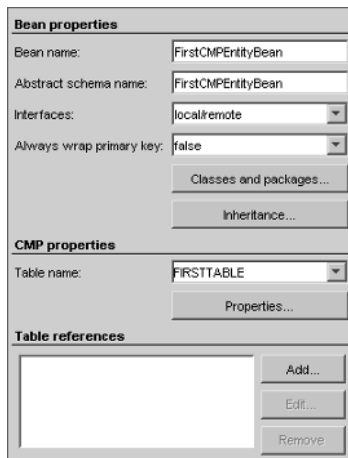 Bean properties
Bean name: FirstCMPEntityBean
Abstract schema name: FirstCMPEntityBean
Interfaces: local/remote
Always wrap primary key: false
Classes and packages...
Inheritance...
CMP properties
Table name: FIRSTTABLE
Properties...
Table references
Add...
Edit...
Remove